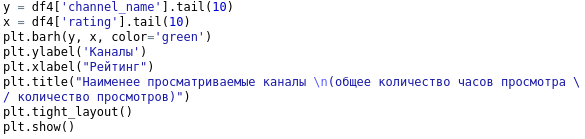 y = df4['channel_name'].tail(10)
x = df4['rating'].tail(10)
plt.barh(y, x, color='green')
plt.ylabel('Каналы')
plt.xlabel("Рейтинг")
plt.title("Наименее просматриваемые каналы \n(общее количество часов просмотра \
/ количество просмотров)")
plt.tight_layout()
plt.show()